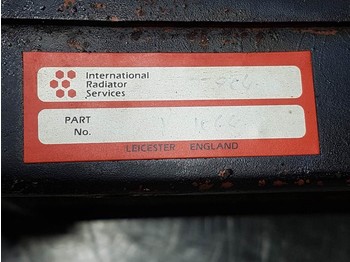 International
Radiator
Services
PART
No.
LEICESTER ENGLAND